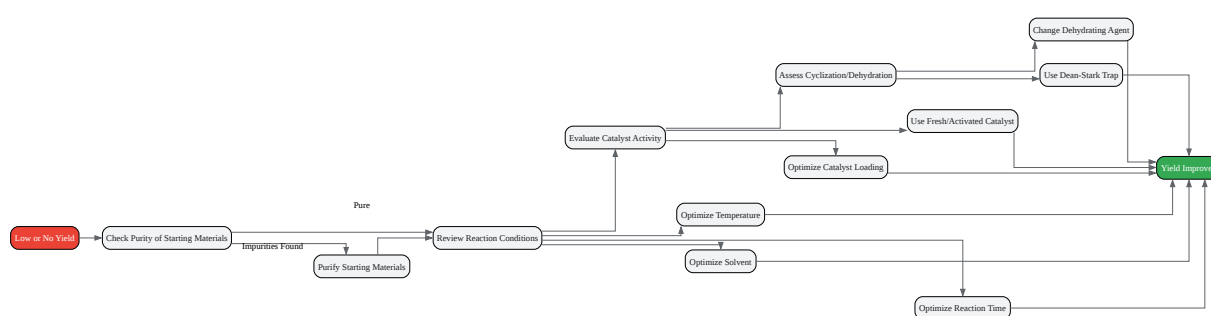 Change Dehydrating Agent
Assess Cyclization/Dehydration
Use Dean-Stark Trap
Use Fresh/Activated Catalyst
Evaluate Catalyst Activity
Optimize Catalyst Loading
Yield Improve
Pure
Optimize Temperature
Low or No Yield
Check Purity of Starting Materials
Review Reaction Conditions
Impurities Found
Purify Starting Materials
Optimize Solvent
Optimize Reaction Time